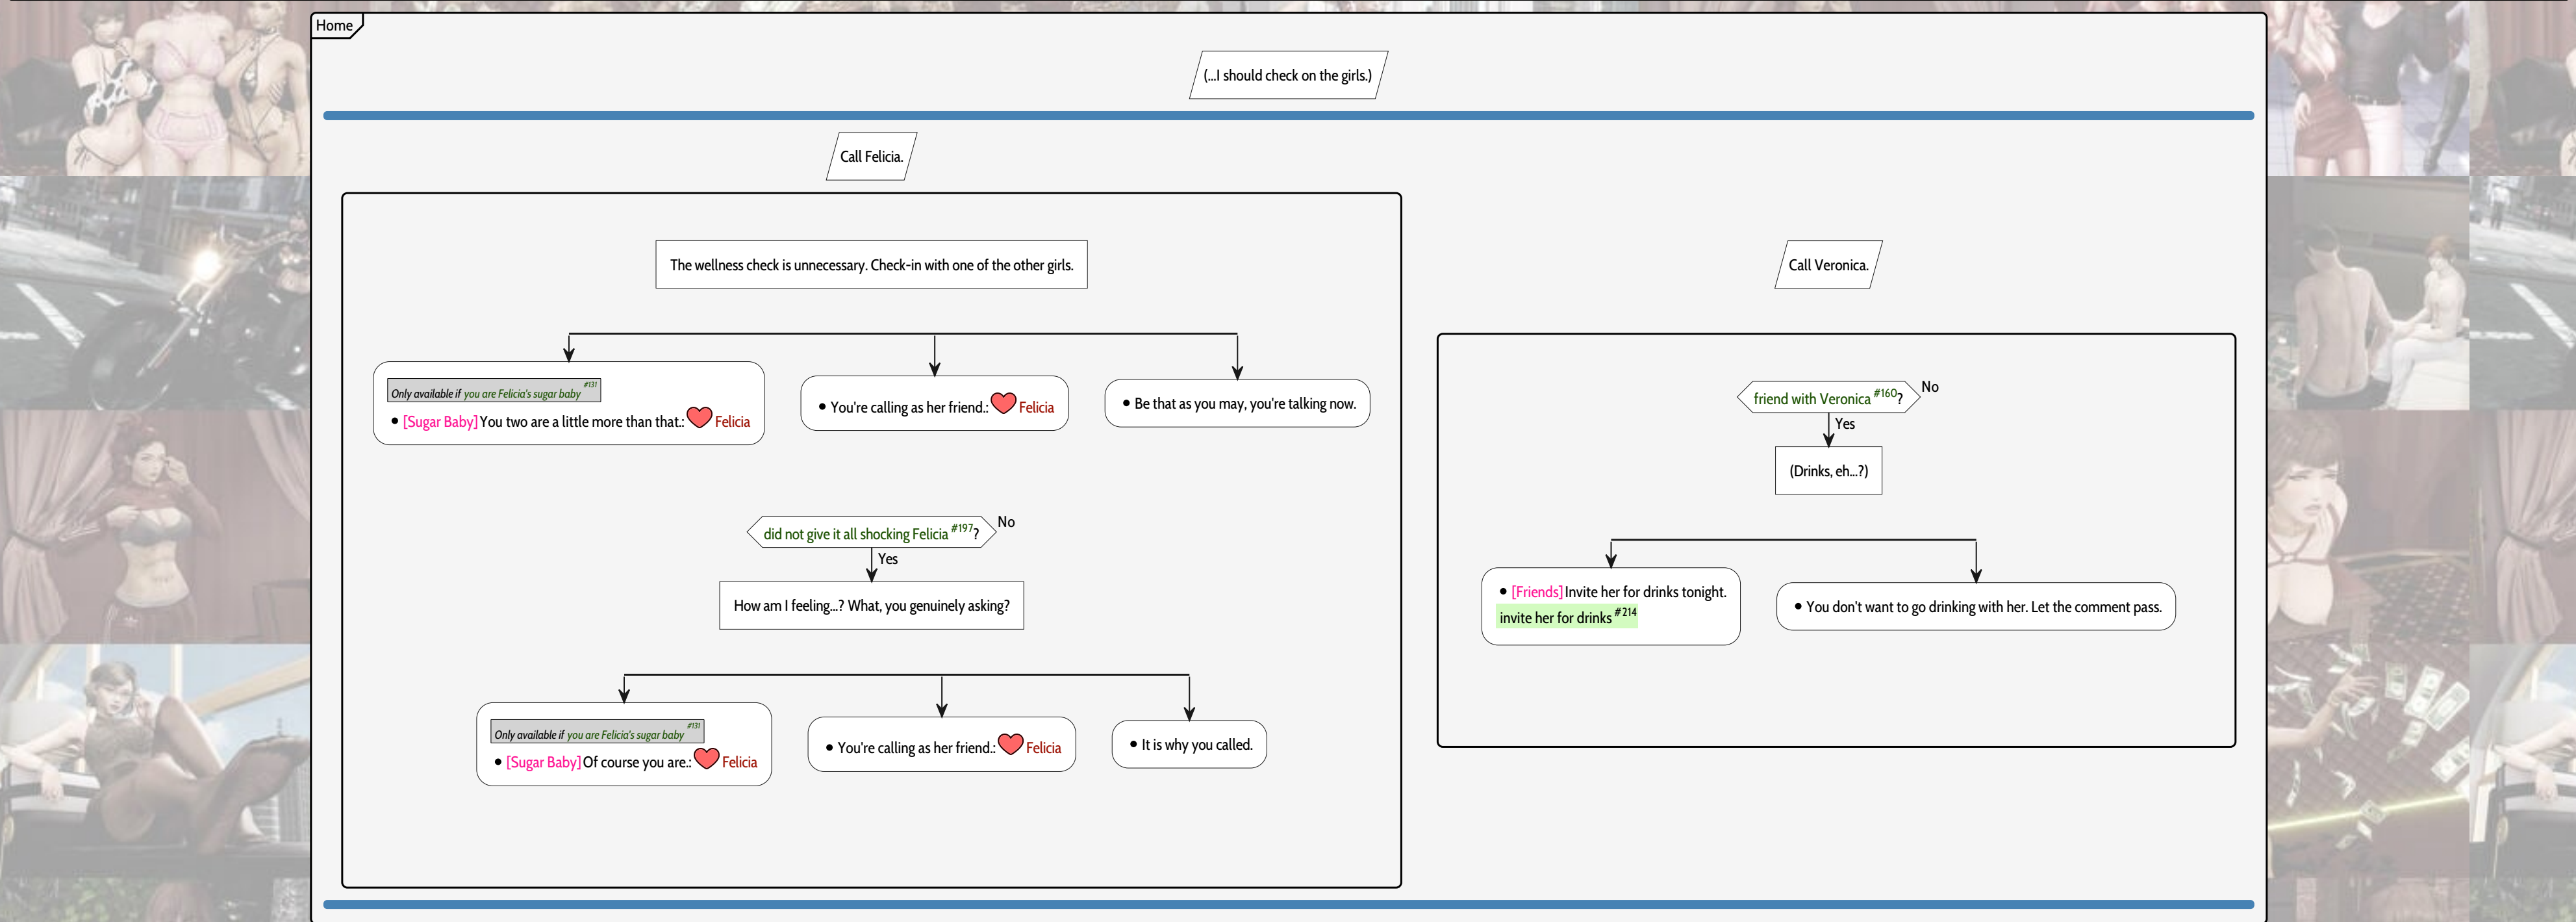 Home
(...I should check on the girls.)
Call Felicia.
The wellness check is unnecessary. Check-in with one of the other girls.
Only available if you are Felicia's sugar baby #131
• [Sugar Baby] You two are a little more than that.: Felicia
• You're calling as her friend.: Felicia
• Be that as you may, you're talking now.
did not give it all shocking Felicia #197?
No
Yes
How am I feeling...? What, you genuinely asking?
Only available if you are Felicia's sugar baby #131
• [Sugar Baby] Of course you are.: Felicia
• You're calling as her friend.: Felicia
• It is why you called.
Call Veronica.
friend with Veronica #160?
No
Yes
(Drinks, eh...?)
• [Friends] Invite her for drinks tonight.
invite her for drinks #214
• You don't want to go drinking with her. Let the comment pass.